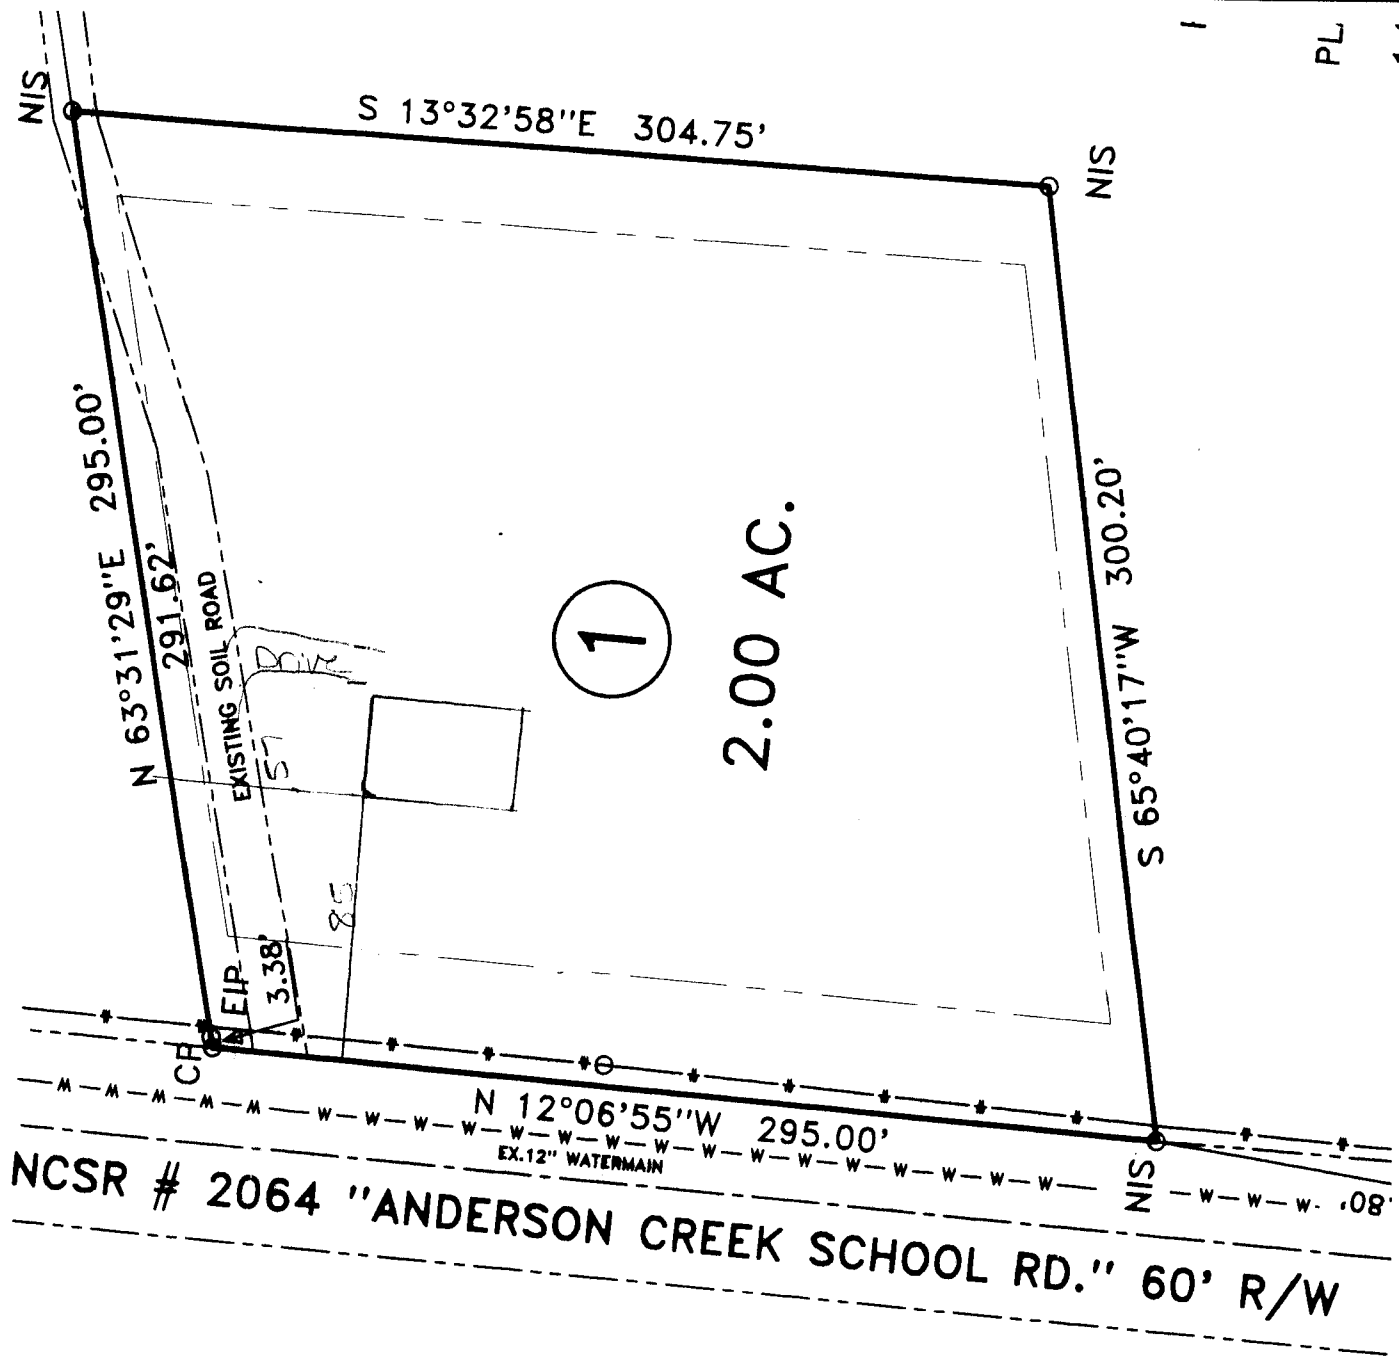 PL
NIS
S 13°32'58"E 304.75'
NIS
N 63°31'29"E 295.00'
291.62'
EXISTING SOIL ROAD
Drive
57
85
1
2.00 AC.
S 65°40'17"W 300.20'
EIP
3.38'
CP
W W W W W W W W W W W W W W W W W W W W W W W
N 12°06'55"W 295.00'
EX.12" WATERMAIN
NIS
.80'
NCSR # 2064 "ANDERSON CREEK SCHOOL RD." 60' R/W